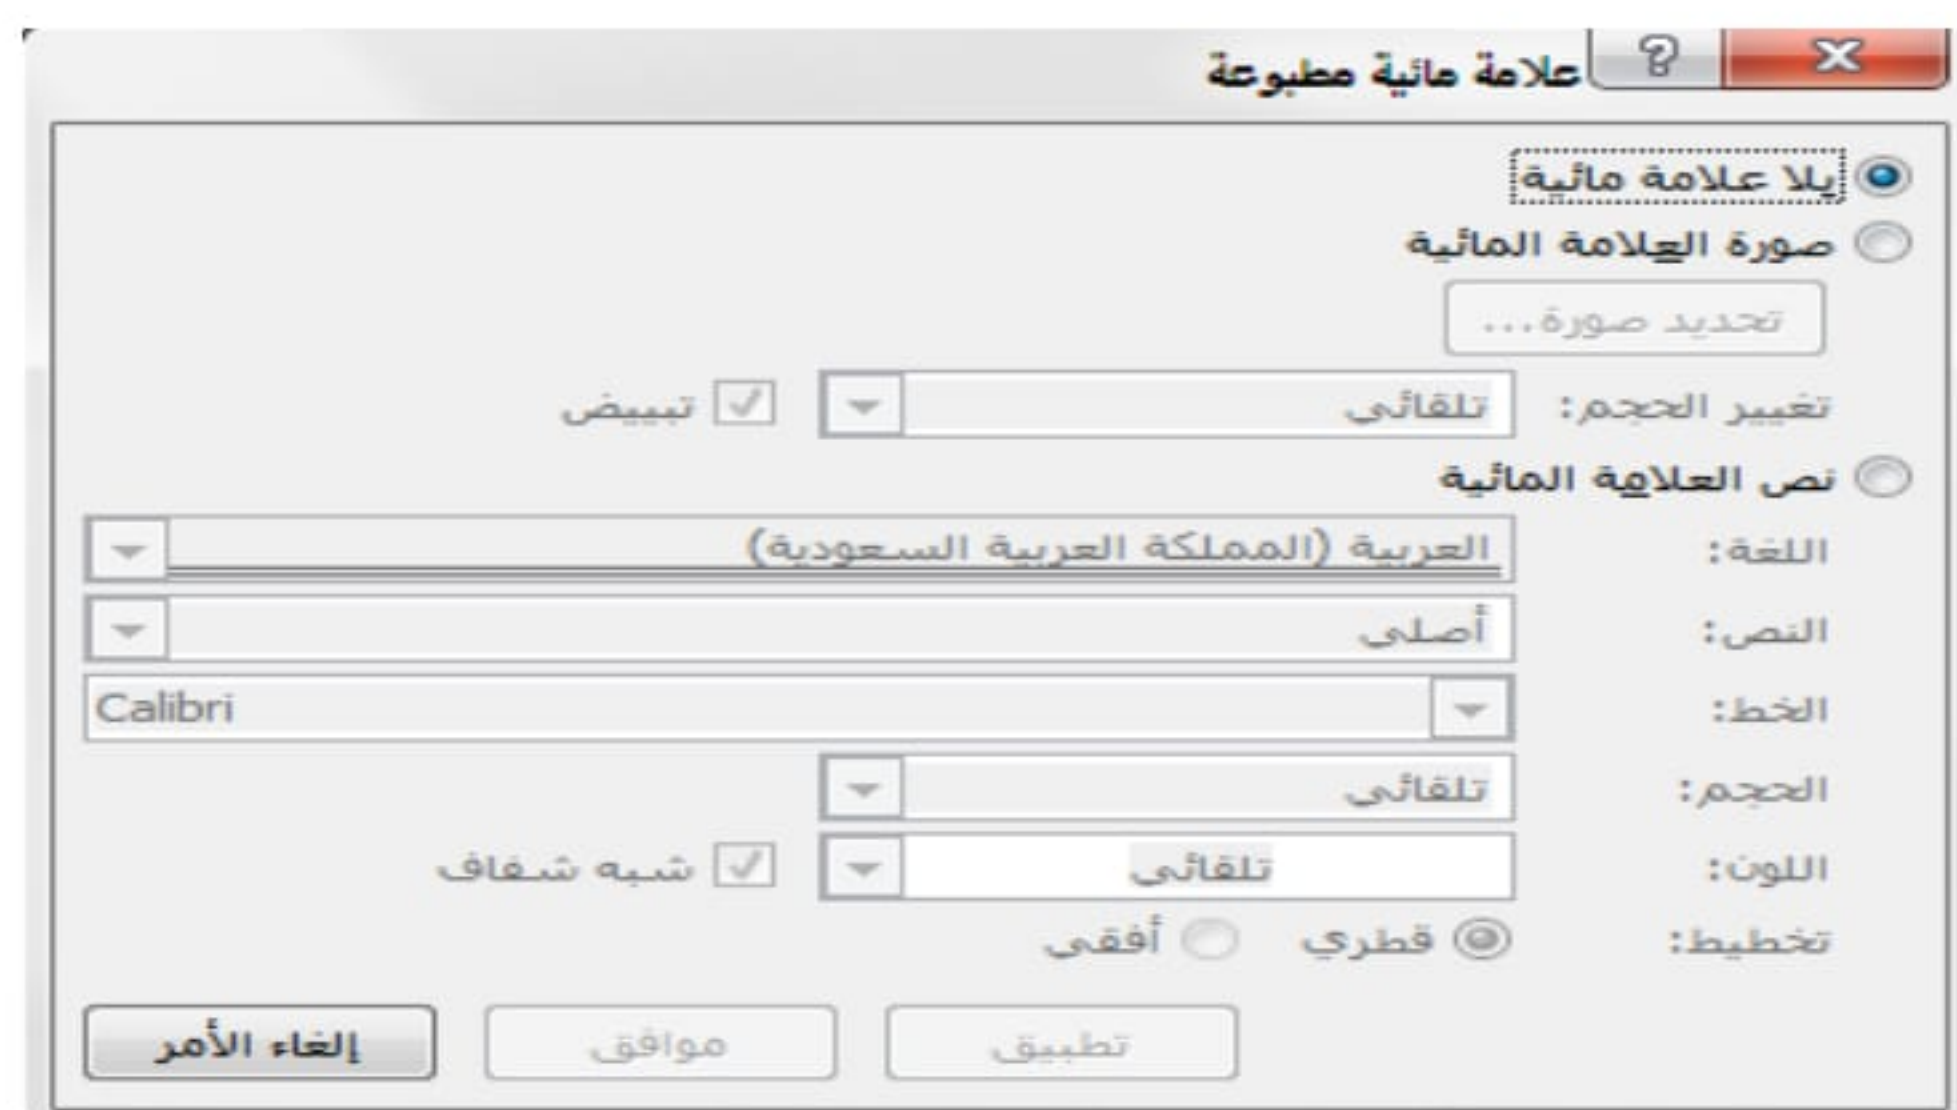 علامة مائية مطبوعة
بلا علامة مائية
صورة العلامة المائية
تحديد صورة...
تغيير الحجم: تلقائي تبييض
نص العلامة المائية
اللغة: العربية (المملكة العربية السعودية)
النص: أصلي
الخط: Calibri
الحجم: تلقائي
اللون: تلقائي شبه شفاف
تخطيط: قطري أفقي
تطبيق موافق إلغاء الأمر